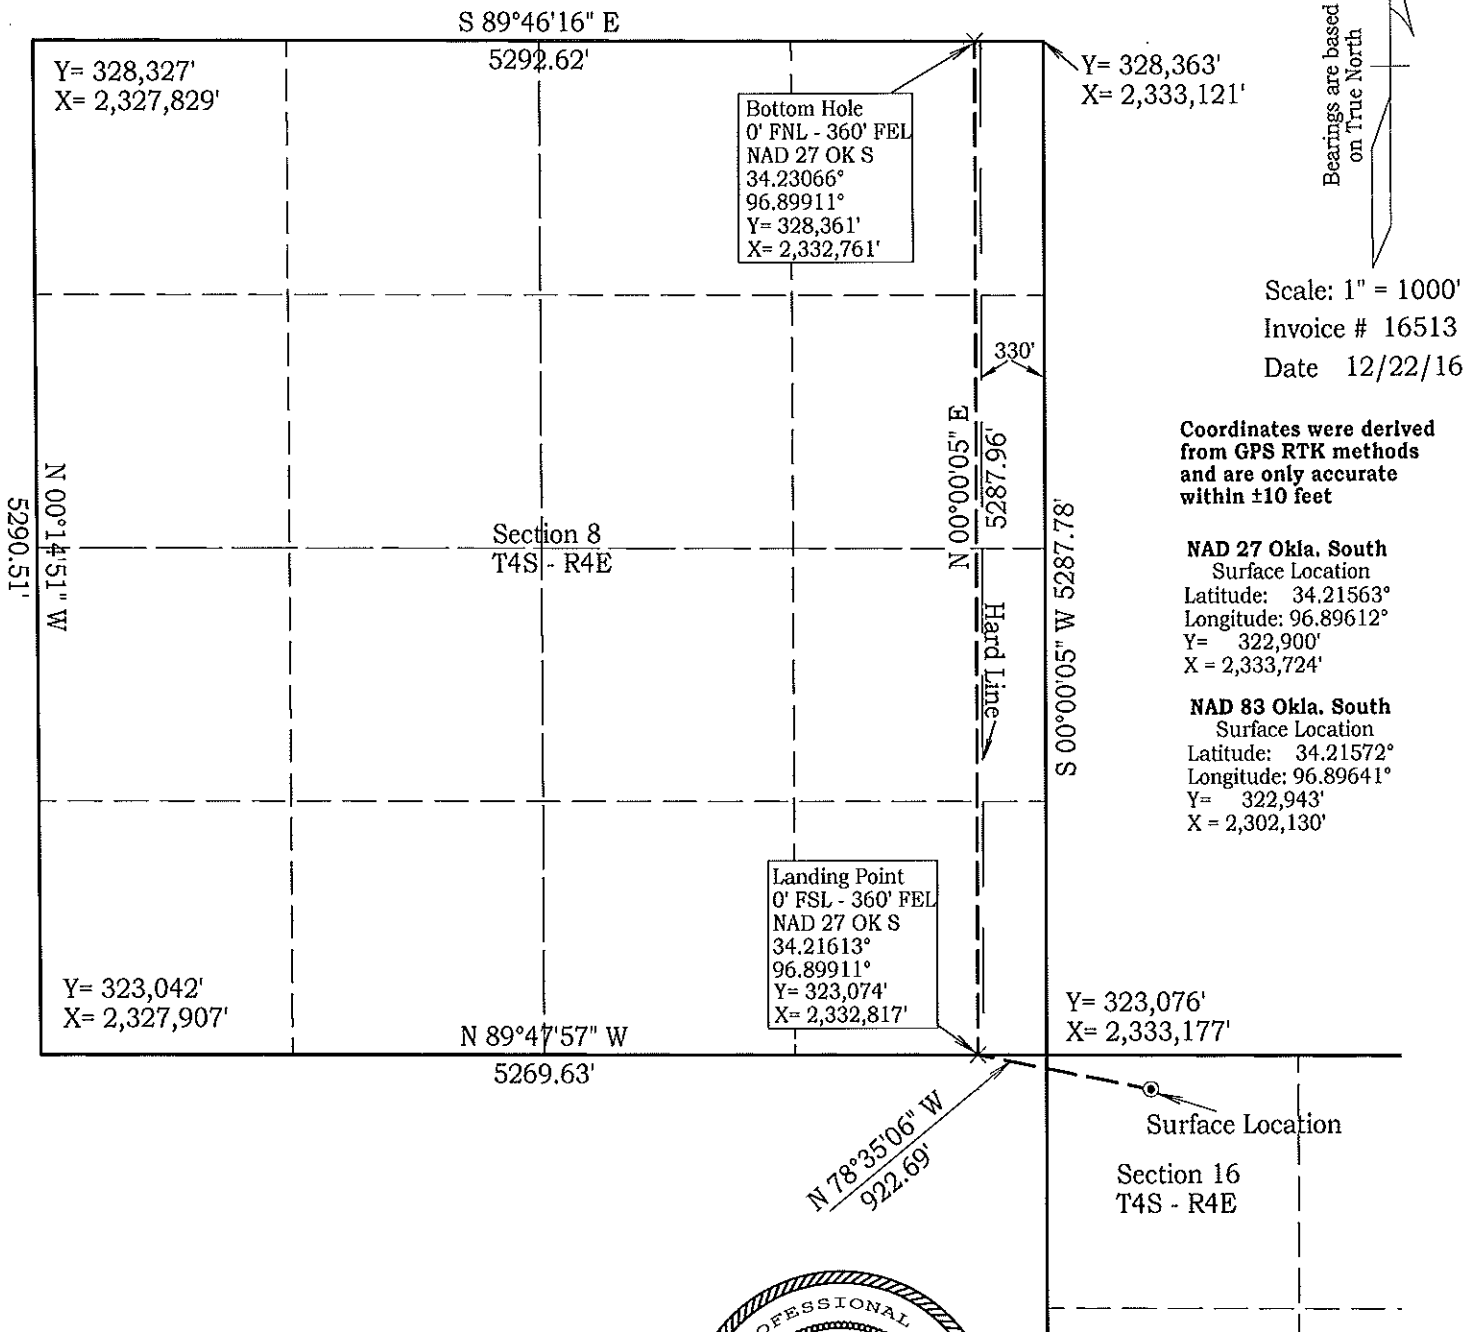 S 89°46'16" E
5292.62'
Y= 328,327'
X= 2,327,829'
Y= 328,363'
X= 2,333,121'
Bearings are based
on True North
Bottom Hole
0' FNL - 360' FEL
NAD 27 OK S
34.23066°
96.89911°
Y= 328,361'
X= 2,332,761'
Scale: 1" = 1000'
Invoice # 16513
Date 12/22/16
330'
Coordinates were derived
from GPS RTK methods
and are only accurate
within ±10 feet
N 00°14'51" W
5290.51'
N 00°00'05" E
5287.96'
S 00°00'05" W 5287.78'
Section 8
T4S - R4E
Hard Line
NAD 27 Okla. South
Surface Location
Latitude: 34.21563°
Longitude: 96.89612°
Y= 322,900'
X = 2,333,724'
NAD 83 Okla. South
Surface Location
Latitude: 34.21572°
Longitude: 96.89641°
Y= 322,943'
X = 2,302,130'
Landing Point
0' FSL - 360' FEL
NAD 27 OK S
34.21613°
96.89911°
Y= 323,074'
X= 2,332,817'
Y= 323,042'
X= 2,327,907'
Y= 323,076'
X= 2,333,177'
N 89°47'57" W
5269.63'
N 78°35'06" W
922.69'
Surface Location
Section 16
T4S - R4E
OFESSIONAL